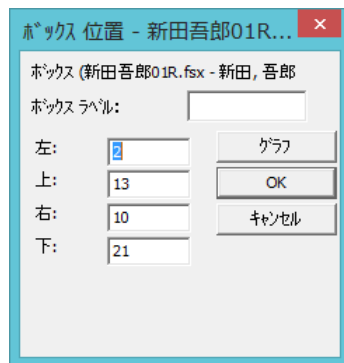 ﾎﾞｯｸｽ 位置 - 新田吾郎01R...
ﾎﾞｯｸｽ (新田吾郎01R.fsx - 新田, 吾郎
ﾎﾞｯｸｽ ﾗﾍﾞﾙ:
左: 2 ｸﾞﾗﾌ
上: 13 OK
右: 10 ｷｬﾝｾﾙ
下: 21